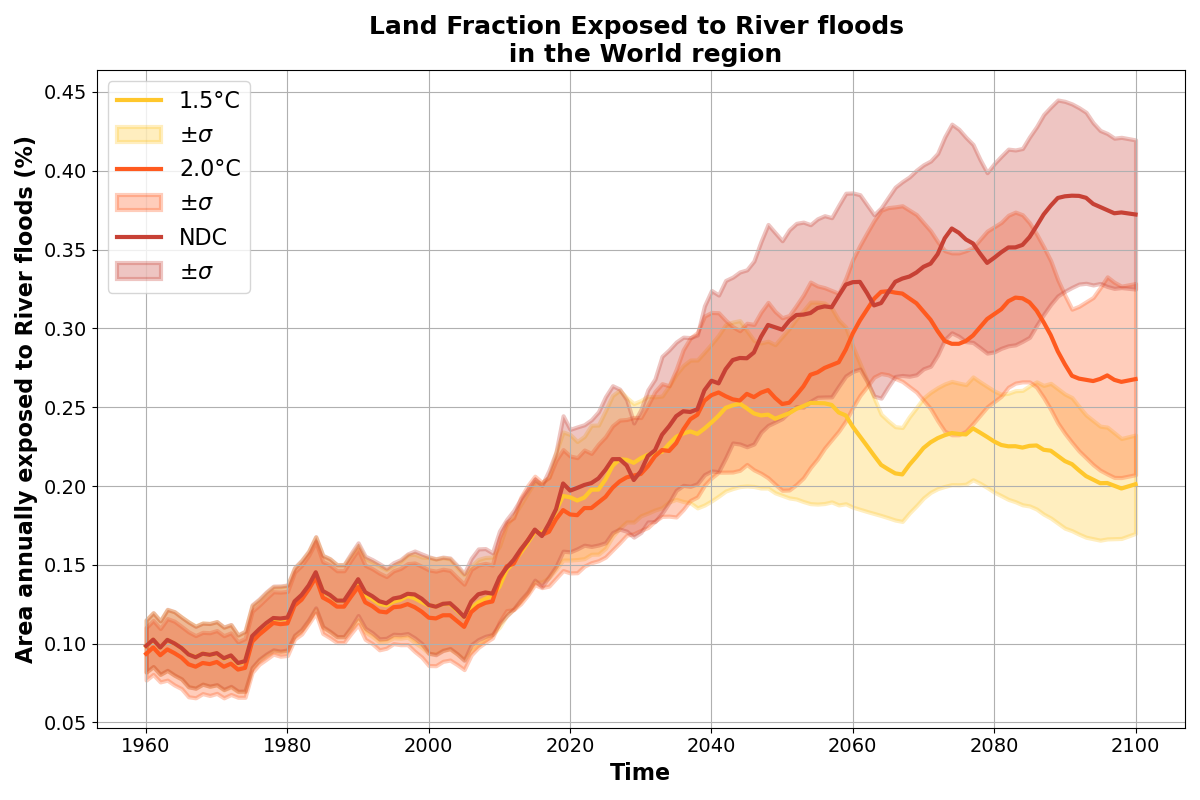 Land Fraction Exposed to River floods
in the World region
Area annually exposed to River floods (%)
0.45
0.40
0.35
0.30
0.25
0.20
0.15
0.10
0.05
1.5°C
±σ
2.0°C
±σ
NDC
±σ
1960
1980
2000
2020
2040
2060
2080
2100
Time